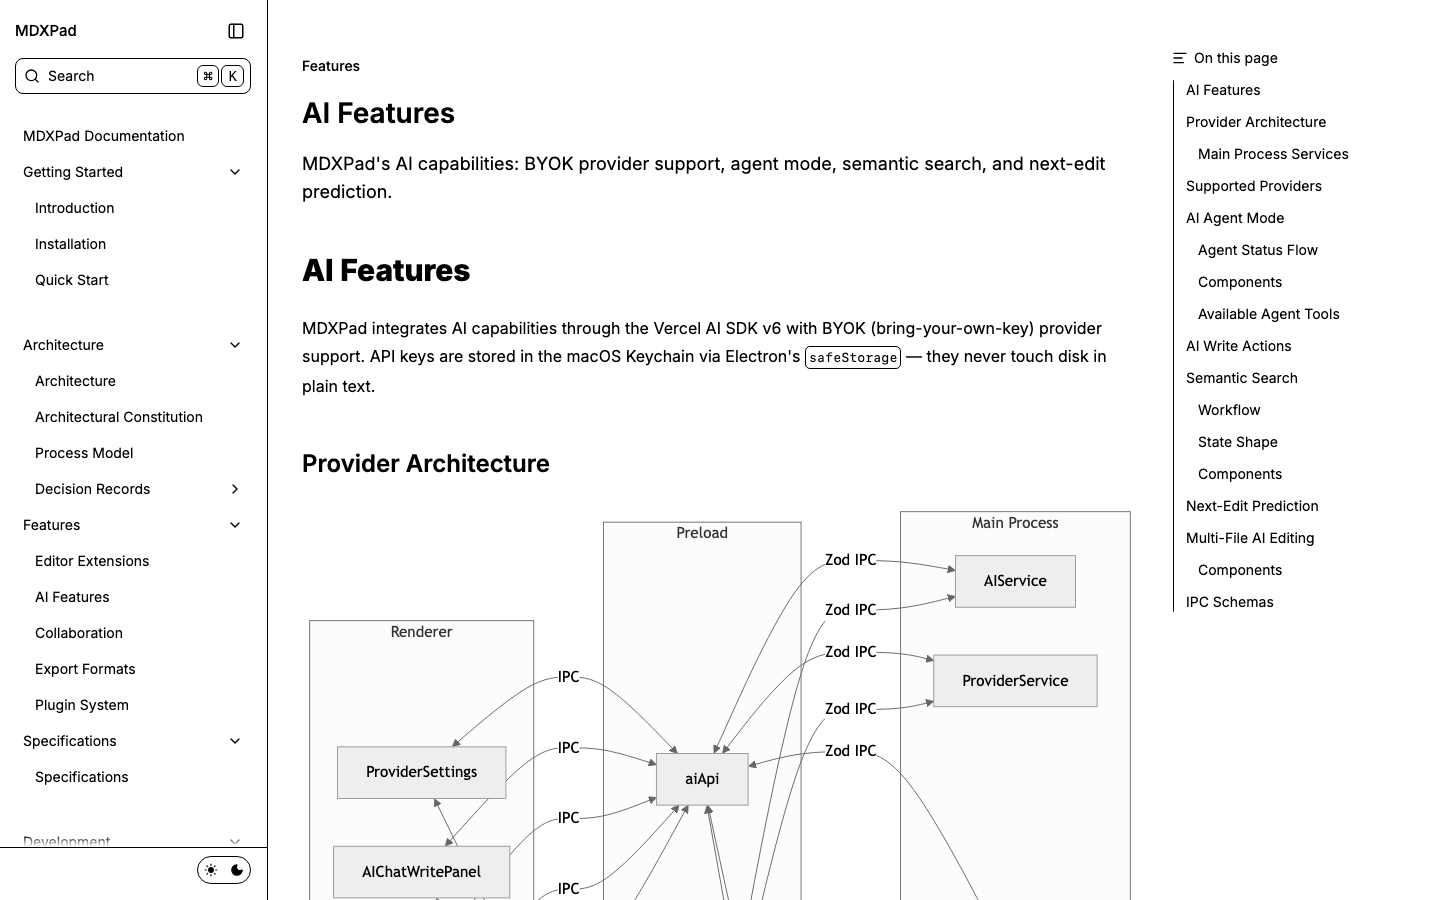 MDXPad
Search
⌘ K
MDXPad Documentation
Getting Started
Introduction
Installation
Quick Start
Architecture
Architecture
Architectural Constitution
Process Model
Decision Records
Features
Editor Extensions
AI Features
Collaboration
Export Formats
Plugin System
Specifications
Specifications
Development
Features
AI Features
MDXPad's AI capabilities: BYOK provider support, agent mode, semantic search, and next-edit
prediction.
AI Features
MDXPad integrates AI capabilities through the Vercel AI SDK v6 with BYOK (bring-your-own-key) provider
support. API keys are stored in the macOS Keychain via Electron's safeStorage — they never touch disk in
plain text.
Provider Architecture
Renderer
Preload
Main Process
ProviderSettings
AIChatWritePanel
IPC
IPC
IPC
IPC
aiApi
Zod IPC
Zod IPC
Zod IPC
Zod IPC
Zod IPC
AIService
ProviderService
On this page
AI Features
Provider Architecture
Main Process Services
Supported Providers
AI Agent Mode
Agent Status Flow
Components
Available Agent Tools
AI Write Actions
Semantic Search
Workflow
State Shape
Components
Next-Edit Prediction
Multi-File AI Editing
Components
IPC Schemas